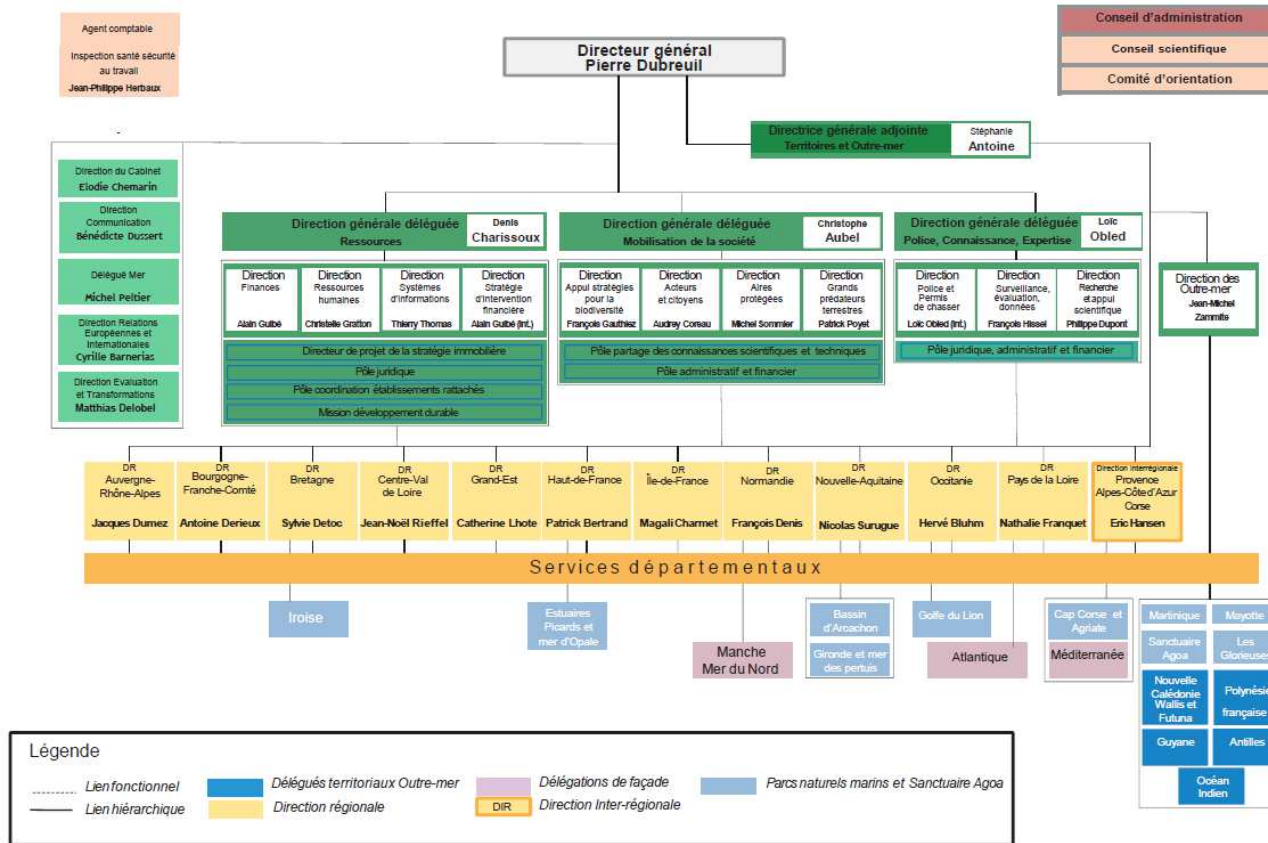 Agent comptable
Inspection santé sécurité
au travail
Jean-Philippe Herbaux
Directeur général
Pierre Dubreuil
Conseil d'administration
Conseil scientifique
Comité d'orientation
Directrice générale adjointe
Territoires et Outre-mer
Stéphanie
Antoine
Direction du Cabinet
Elodie Chemarin
Direction
Communication
Bénédicte Dussert
Délégué Mer
Michel Peltier
Direction Relations
Européennes et
Internationales
Cyrille Barnerias
Direction Evaluation
et Transformations
Matthias Delobel
Direction générale déléguée
Ressources
Denis
Charissoux
Direction
Finances
Alain Guibé
Direction
Ressources
humaines
Christelle Gratton
Direction
Systèmes
d'informations
Thierry Thomas
Direction
Stratégie
d'intervention
financière
Alain Guibé (Int.)
Directeur de projet de la stratégie immobilière
Pôle juridique
Pôle coordination établissements rattachés
Mission développement durable
Direction générale déléguée
Mobilisation de la société
Christophe
Aubel
Direction
Appui stratégies
pour la
biodiversité
François Gauthiez
Direction
Acteurs
et citoyens
Audrey Coreau
Direction
Aires
protégées
Michel Sommier
Direction
Grands
prédateurs
terrestres
Patrick Poyet
Pôle partage des connaissances scientifiques et techniques
Pôle administratif et financier
Direction générale déléguée
Police, Connaissance, Expertise
Loïc
Obled
Direction
Police et
Permis
de chasser
Loïc Obled (Int.)
Direction
Surveillance,
évaluation,
données
François Hissel
Direction
Recherche
et appui
scientifique
Philippe Dupont
Pôle juridique, administratif et financier
Direction des
Outre-mer
Jean-Michel
Zammite
DR
Auvergne-
Rhône-Alpes
Jacques Dumez
DR
Bourgogne-
Franche-Comté
Antoine Derieux
DR
Bretagne
Sylvie Detoc
DR
Centre-Val
de Loire
Jean-Noël Rieffel
DR
Grand-Est
Catherine Lhote
DR
Haut-de-France
Patrick Bertrand
DR
Île-de-France
Magali Charmet
DR
Normandie
François Denis
DR
Nouvelle-Aquitaine
Nicolas Surugue
DR
Occitanie
Hervé Bluhm
DR
Pays de la Loire
Nathalie Franquet
Direction Interrégionale
Provence
Alpes-Côte d'Azur
Corse
Eric Hansen
Services départementaux
Iroise
Estuaires
Picards et
mer d'Opale
Manche
Mer du Nord
Bassin
d'Arcachon
Gironde et mer
des pertuis
Golfe du Lion
Atlantique
Cap Corse et
Agriate
Méditerranée
Martinique
Mayotte
Sanctuaire
Agoa
Les
Glorieuses
Nouvelle
Calédonie
Wallis et
Futuna
Polynésie
française
Guyane
Antilles
Océan
Indien
Légende
Lien fonctionnel
Lien hiérarchique
Délégués territoriaux Outre-mer
Direction régionale
Délégations de façade
DIR
Direction Inter-régionale
Parcs naturels marins et Sanctuaire Agoa